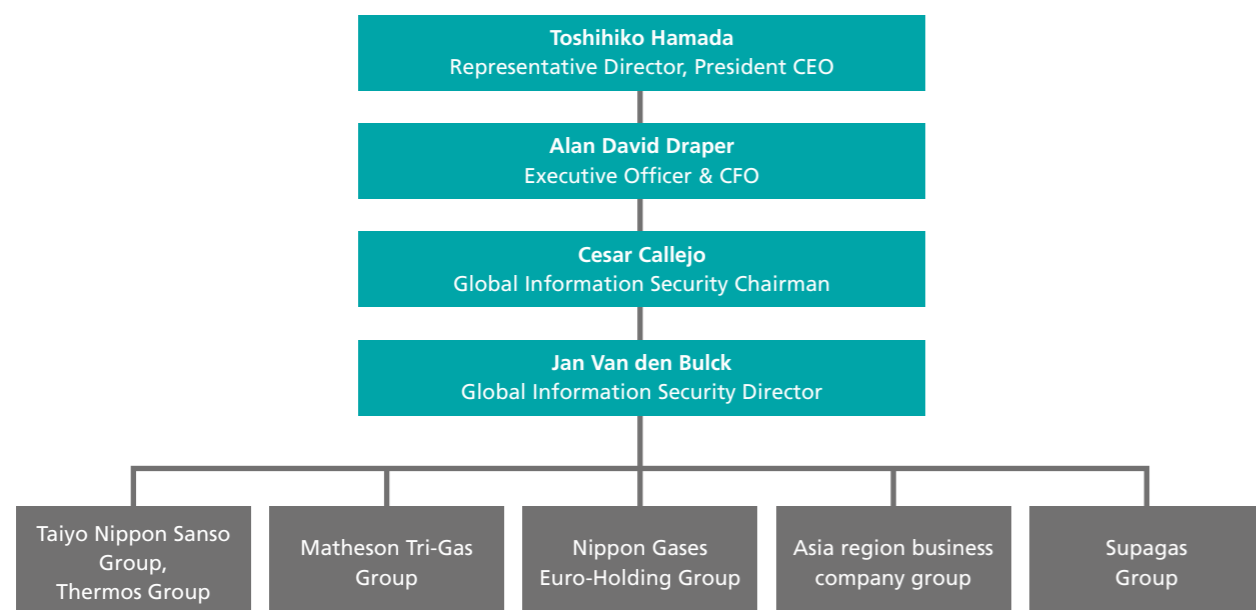 Toshihiko Hamada
Representative Director, President CEO
Alan David Draper
Executive Officer & CFO
Cesar Callejo
Global Information Security Chairman
Jan Van den Bulck
Global Information Security Director
Taiyo Nippon Sanso
Group,
Thermos Group
Matheson Tri-Gas
Group
Nippon Gases
Euro-Holding Group
Asia region business
company group
Supagas
Group